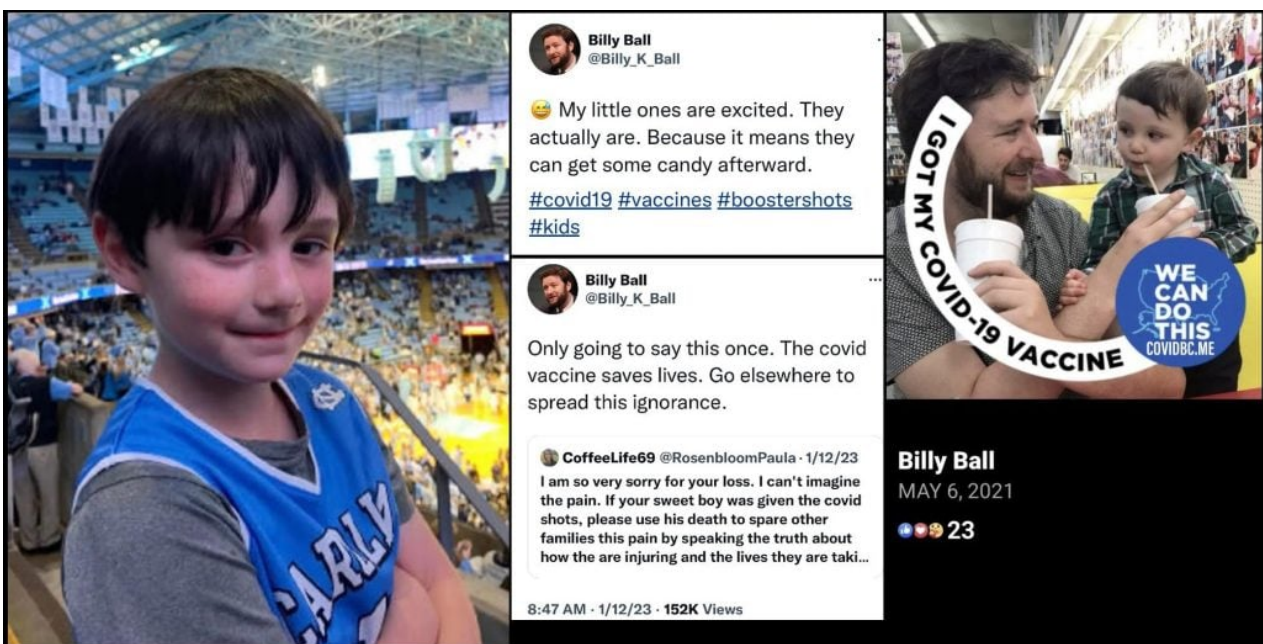 CARLN
Billy Ball
@Billy_K_Ball
😅 My little ones are excited. They
actually are. Because it means they
can get some candy afterward.
#covid19 #vaccines #boostershots
#kids
Billy Ball
@Billy_K_Ball
...
Only going to say this once. The covid
vaccine saves lives. Go elsewhere to
spread this ignorance.
CoffeeLife69 @RosenbloomPaula · 1/12/23
I am so very sorry for your loss. I can't imagine
the pain. If your sweet boy was given the covid
shots, please use his death to spare other
families this pain by speaking the truth about
how the are injuring and the lives they are taki...
8:47 AM · 1/12/23 · 152K Views
I GOT MY COVID-19 VACCINE
WE
CAN
DO
THIS
COVIDBC.ME
Billy Ball
MAY 6, 2021
23